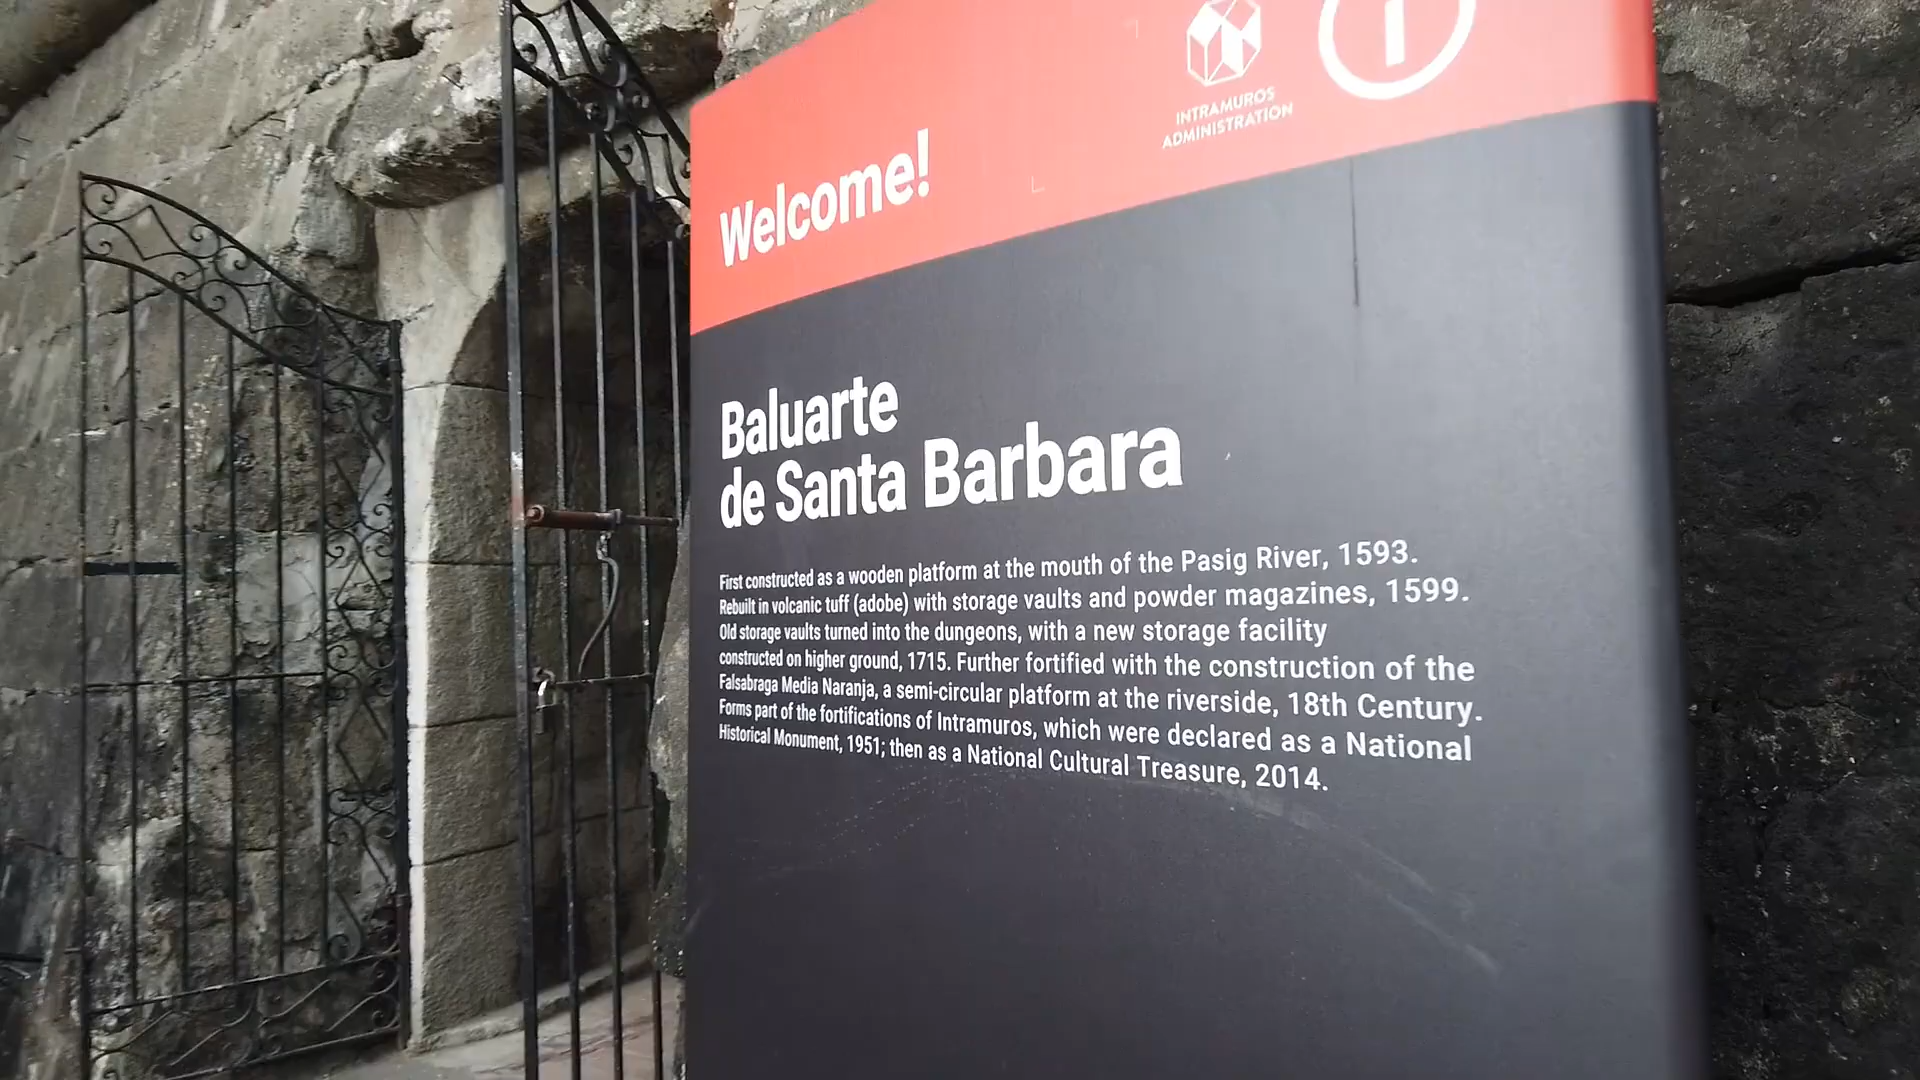 INTRAMUROS
ADMINISTRATION
Welcome!
Baluarte
de Santa Barbara
First constructed as a wooden platform at the mouth of the Pasig River, 1593.
Rebuilt in volcanic tuff (adobe) with storage vaults and powder magazines, 1599.
Old storage vaults turned into the dungeons, with a new storage facility
constructed on higher ground, 1715. Further fortified with the construction of the
Falsabraga Media Naranja, a semi-circular platform at the riverside, 18th Century.
Forms part of the fortifications of Intramuros, which were declared as a National
Historical Monument, 1951; then as a National Cultural Treasure, 2014.